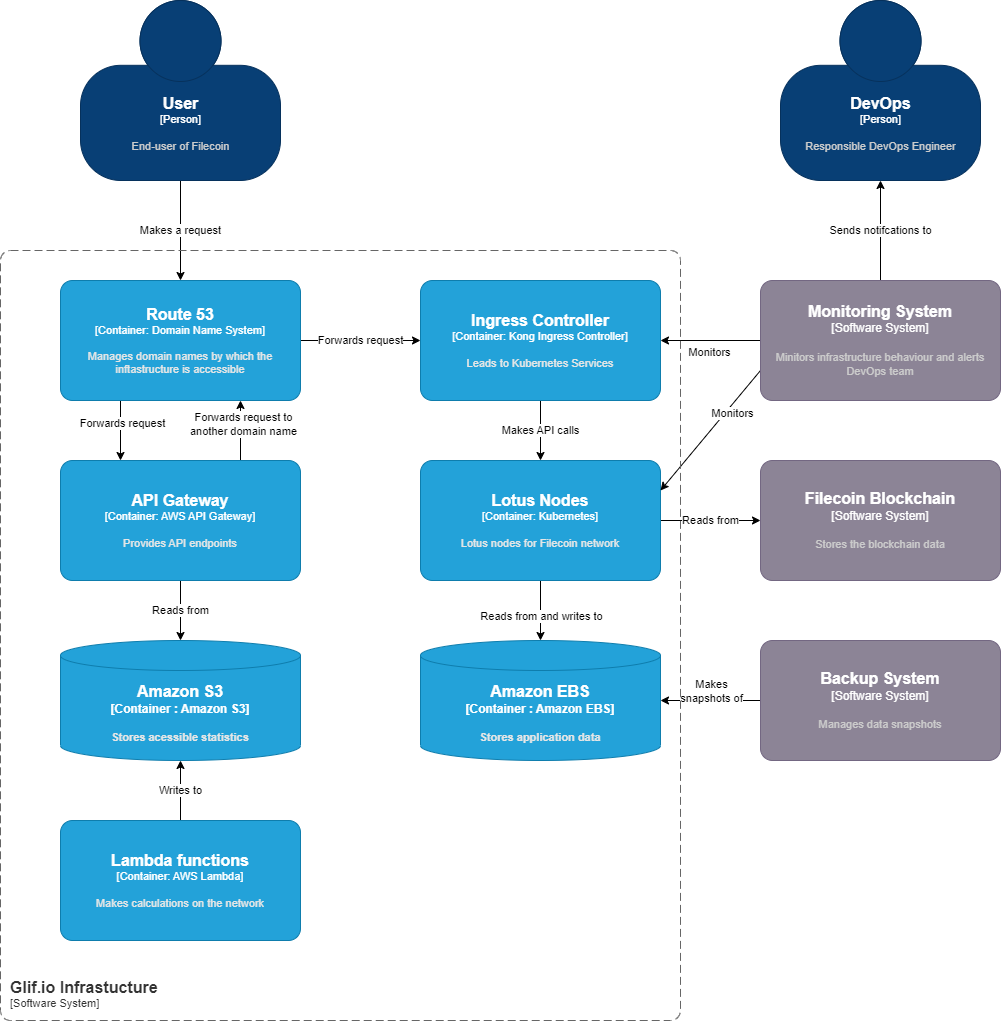 User
[Person]
End-user of Filecoin
DevOps
[Person]
Responsible DevOps Engineer
Makes a request
Sends notifcations to
Route 53
[Container: Domain Name System]
Manages domain names by which the
inftastructure is accessible
Forwards request
Ingress Controller
[Container: Kong Ingress Controller]
Leads to Kubernetes Services
Monitors
Monitoring System
[Software System]
Minitors infrastructure behaviour and alerts
DevOps team
Forwards request
Forwards request to
another domain name
Makes API calls
Monitors
API Gateway
[Container: AWS API Gateway]
Provides API endpoints
Lotus Nodes
[Container: Kubernetes]
Lotus nodes for Filecoin network
Reads from
Filecoin Blockchain
[Software System]
Stores the blockchain data
Reads from
Reads from and writes to
Amazon S3
[Container : Amazon S3]
Stores acessible statistics
Amazon EBS
[Container : Amazon EBS]
Stores application data
Makes
snapshots of
Backup System
[Software System]
Manages data snapshots
Writes to
Lambda functions
[Container: AWS Lambda]
Makes calculations on the network
Glif.io Infrastucture
[Software System]